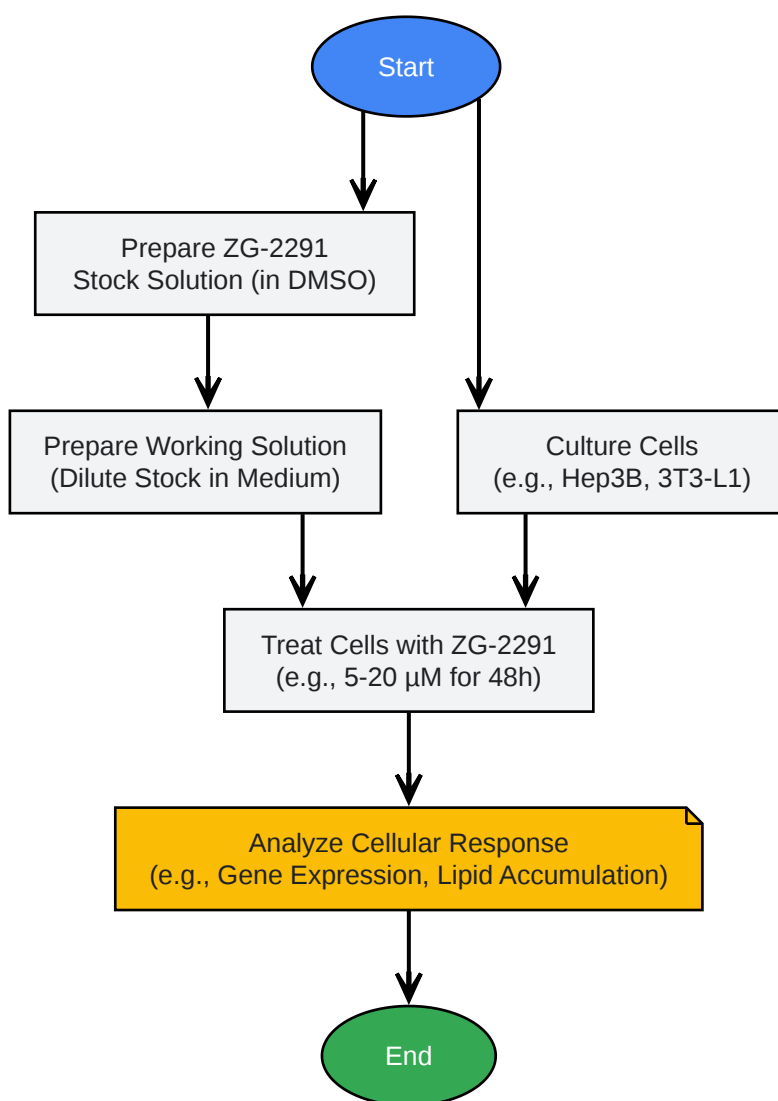 Start
Prepare ZG-2291
Stock Solution (in DMSO)
Prepare Working Solution
(Dilute Stock in Medium)
Culture Cells
(e.g., Hep3B, 3T3-L1)
Treat Cells with ZG-2291
(e.g., 5-20 µM for 48h)
Analyze Cellular Response
(e.g., Gene Expression, Lipid Accumulation)
End